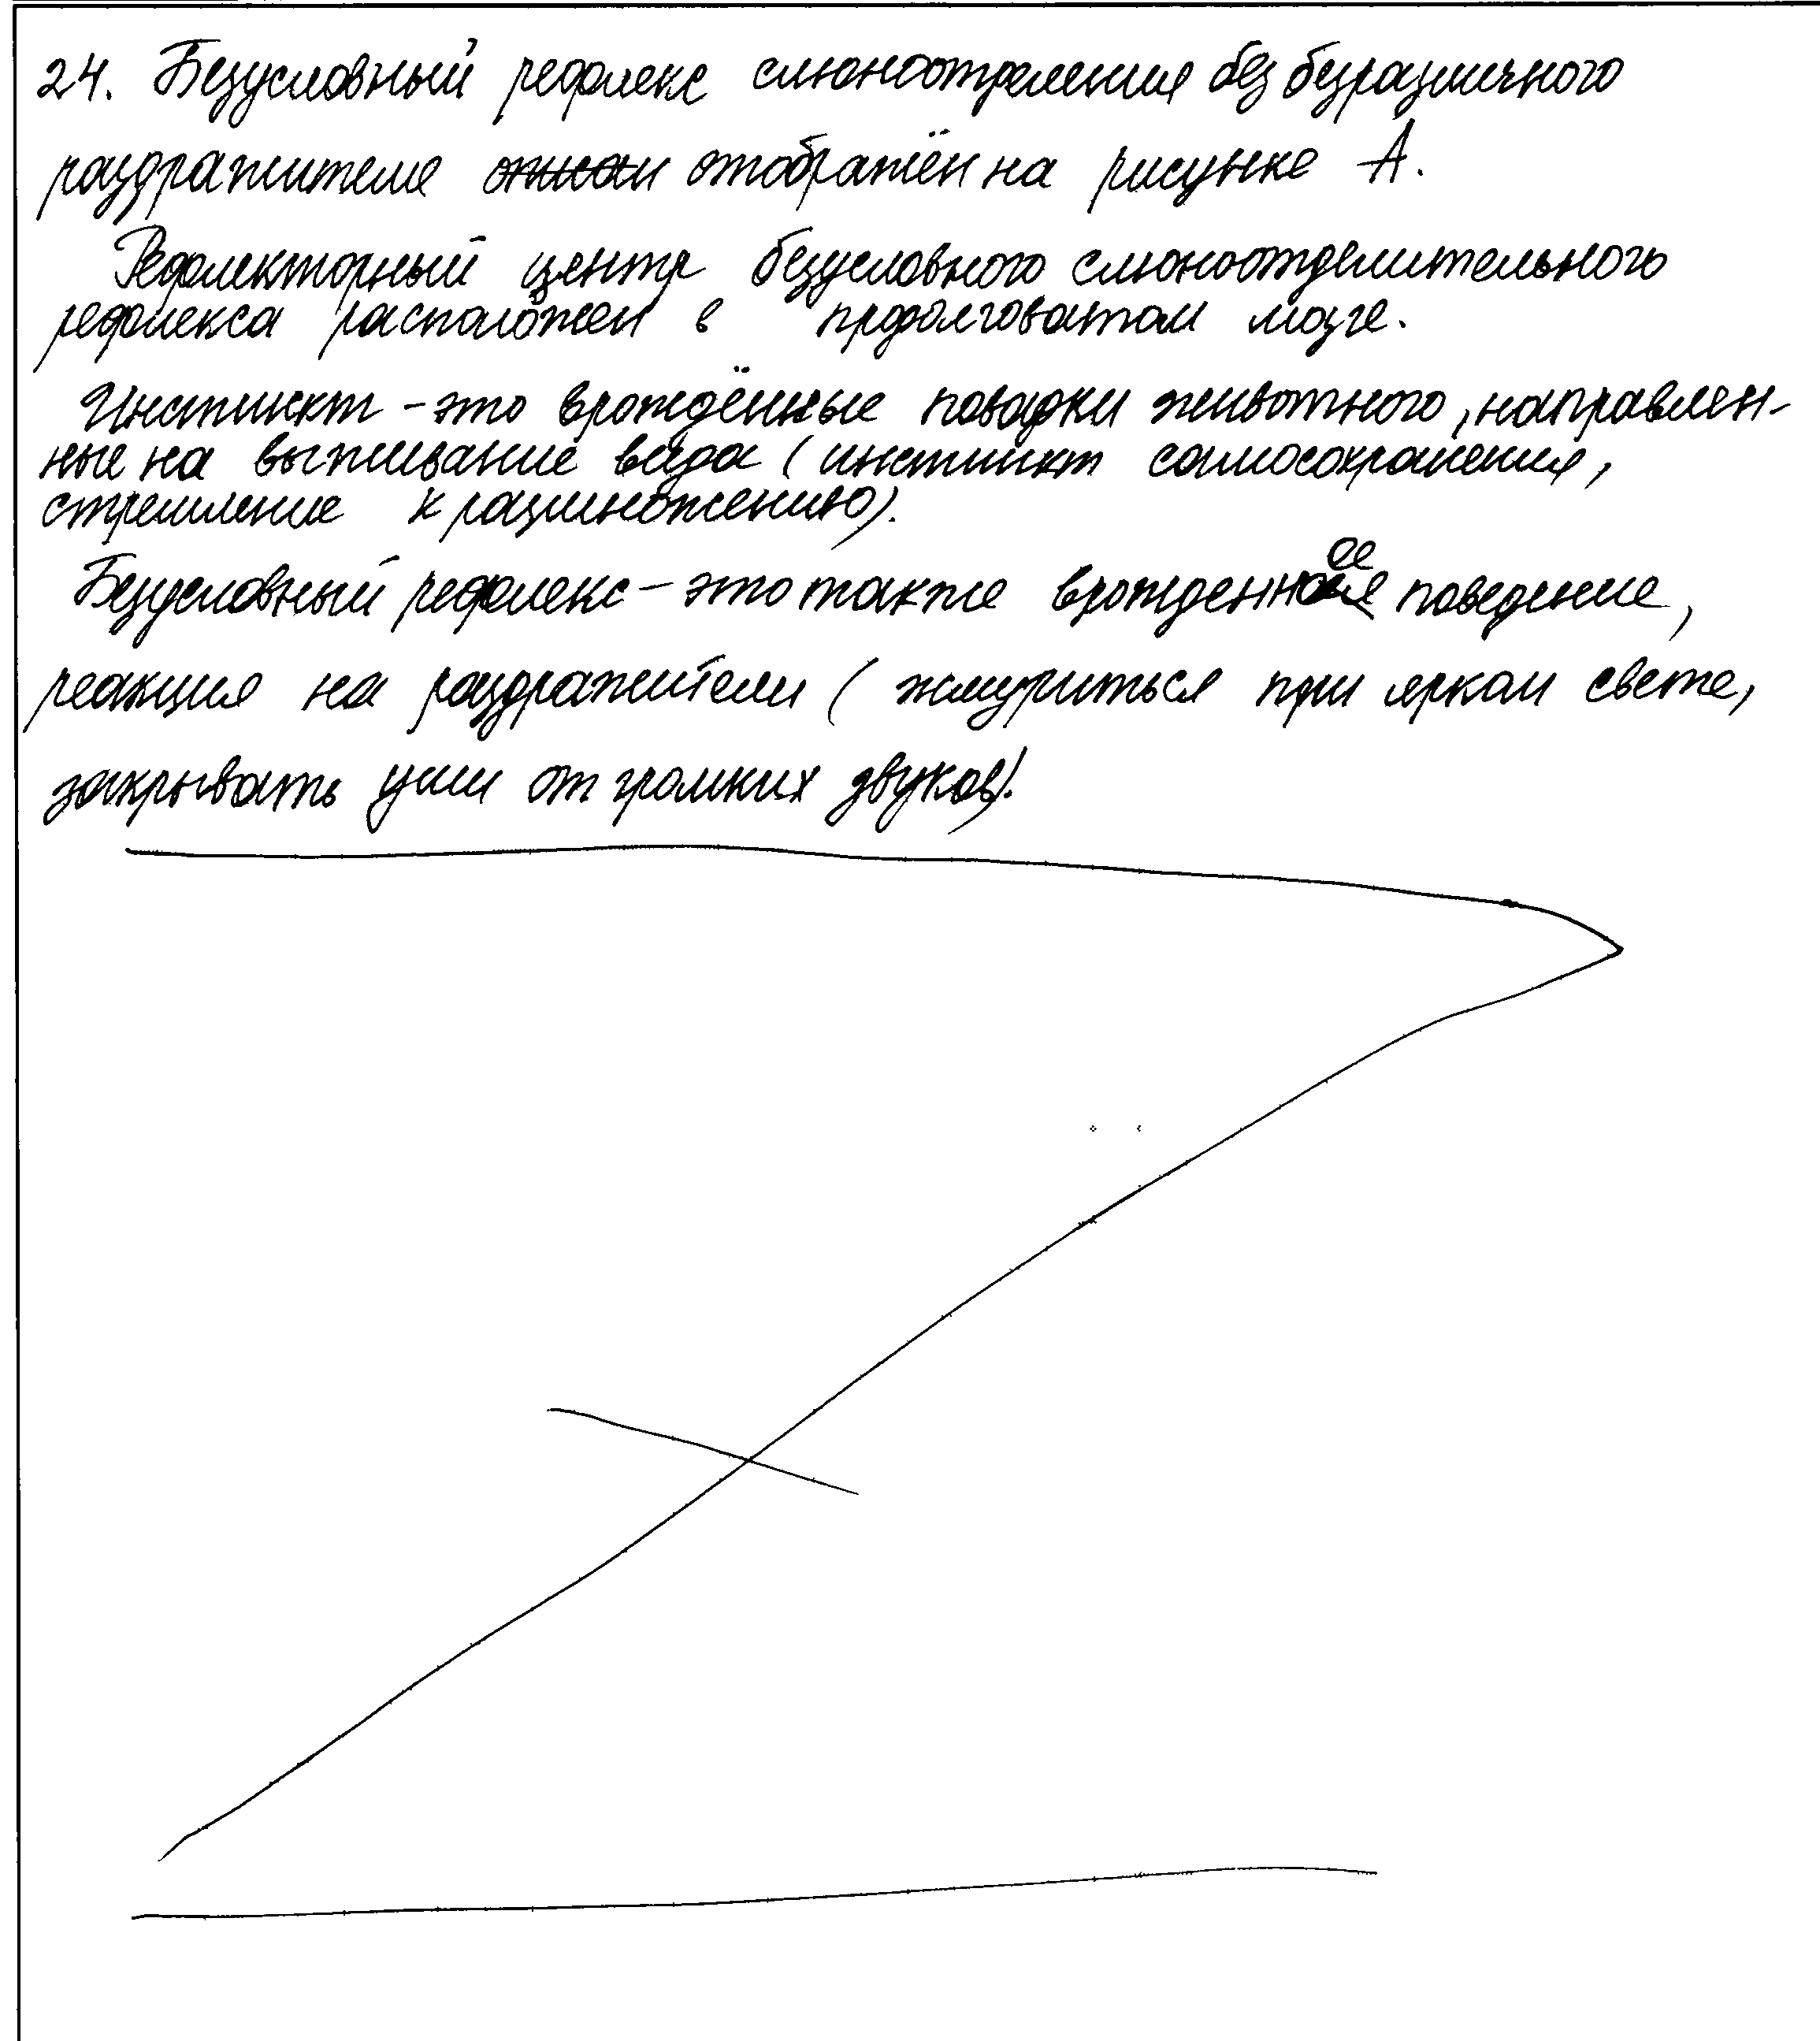 24. Безусловный рефлекс слюноотделения без безразличного
раздражителя отображён на рисунке А.
Рефлекторный центр безусловного слюноотделительного
рефлекса расположен в продолговатом мозге.
Инстинкт – это врождённые повадки животного, направлен-
ные на выживание вида (инстинкт самосохранения,
стремление к размножению).
Безусловный рефлекс – это также врожденное поведение,
реакция на раздражители (жмуриться при ярком свете,
закрывать уши от громких звуков).